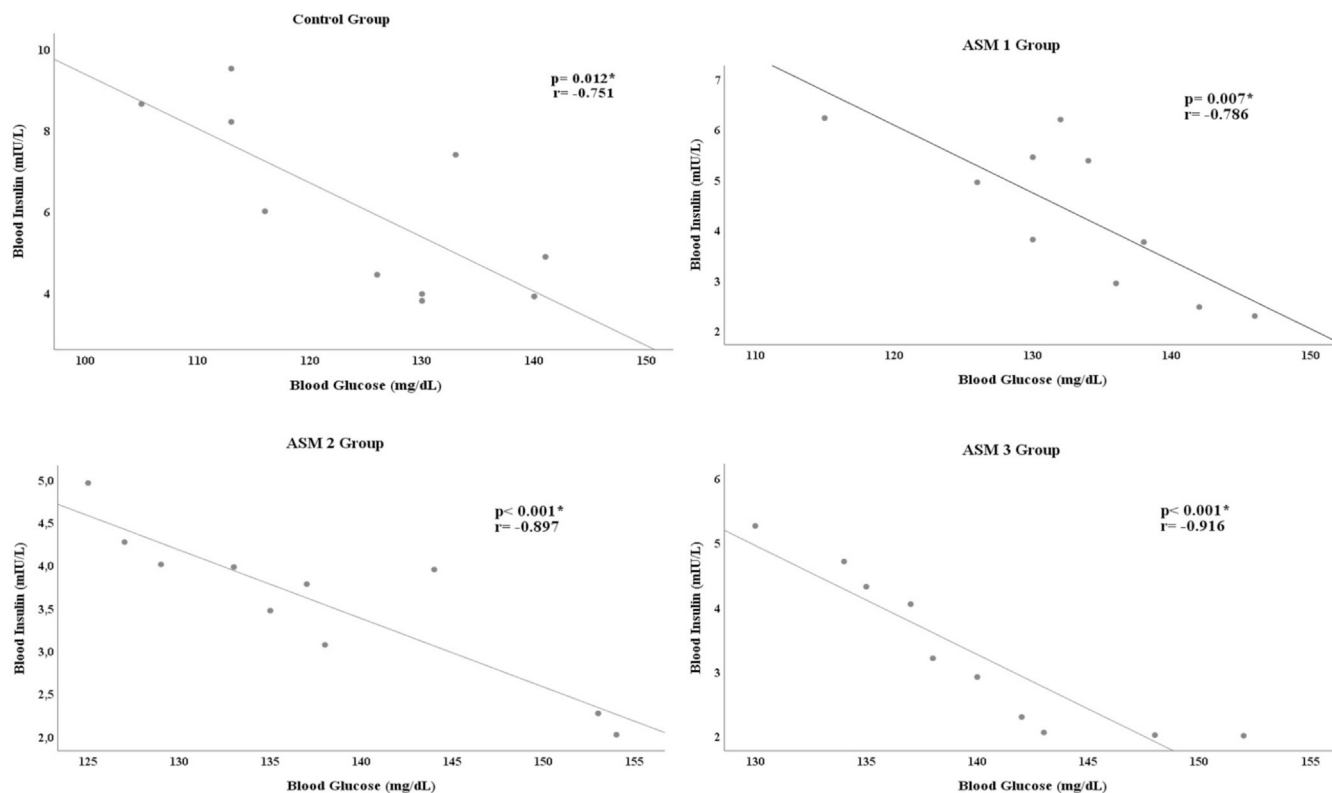 Control Group
10
8
6
4
Blood Insulin (mIU/L)
p= 0.012*
r= -0.751
100 110 120 130 140 150
Blood Glucose (mg/dL)
ASM 1 Group
7
6
5
4
3
2
Blood Insulin (mIU/L)
p= 0.007*
r= -0.786
110 120 130 140 150
Blood Glucose (mg/dL)
ASM 2 Group
5,0
4,5
4,0
3,5
3,0
2,5
2,0
Blood Insulin (mIU/L)
p< 0.001*
r= -0.897
125 130 135 140 145 150 155
Blood Glucose (mg/dL)
ASM 3 Group
6
5
4
3
2
Blood Insulin (mIU/L)
p< 0.001*
r= -0.916
130 135 140 145 150 155
Blood Glucose (mg/dL)